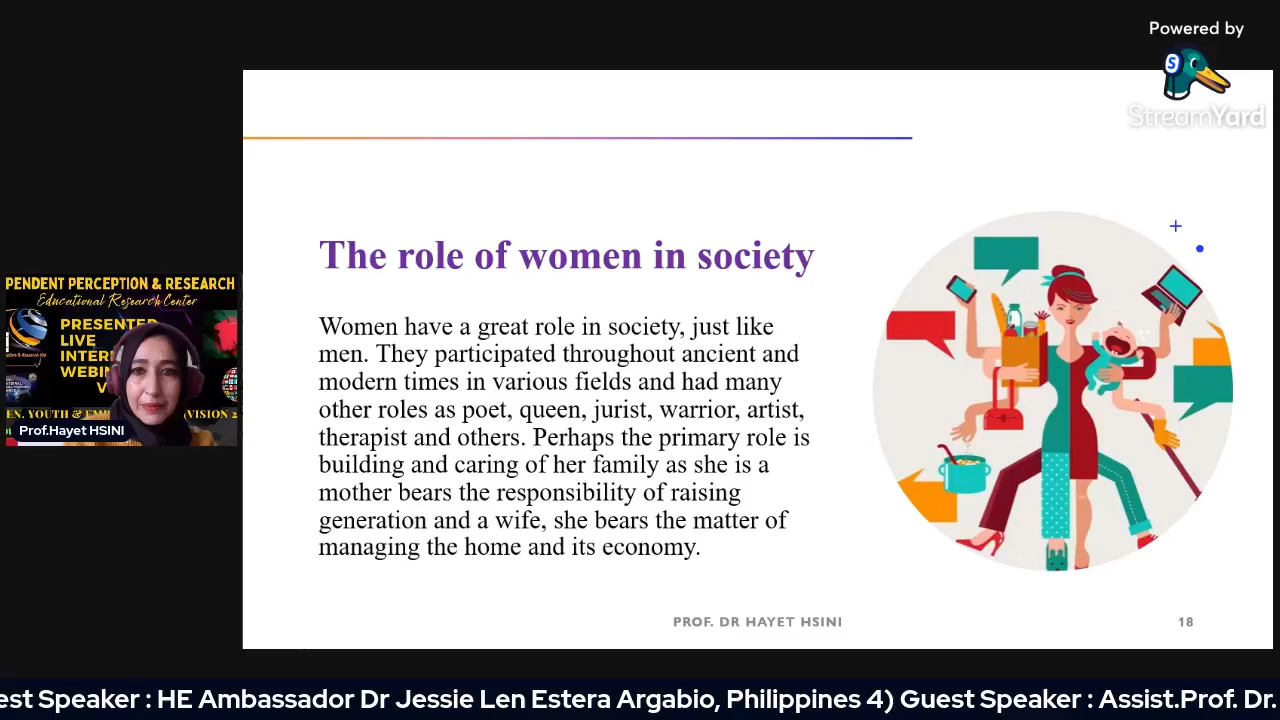 Powered by
StreamYard
The role of women in society
Women have a great role in society, just like
men. They participated throughout ancient and
modern times in various fields and had many
other roles as poet, queen, jurist, warrior, artist,
therapist and others. Perhaps the primary role is
building and caring of her family as she is a
mother bears the responsibility of raising
generation and a wife, she bears the matter of
managing the home and its economy.
PROF. DR HAYET HSINI
18
PENDENT PERCEPTION & RESEARCH
Educational Research Center
PRESENTED
LIVE
INTER
WEBIN
V
Prof.Hayet HSINI
est Speaker : HE Ambassador Dr Jessie Len Estera Argabio, Philippines 4) Guest Speaker : Assist.Prof. Dr.